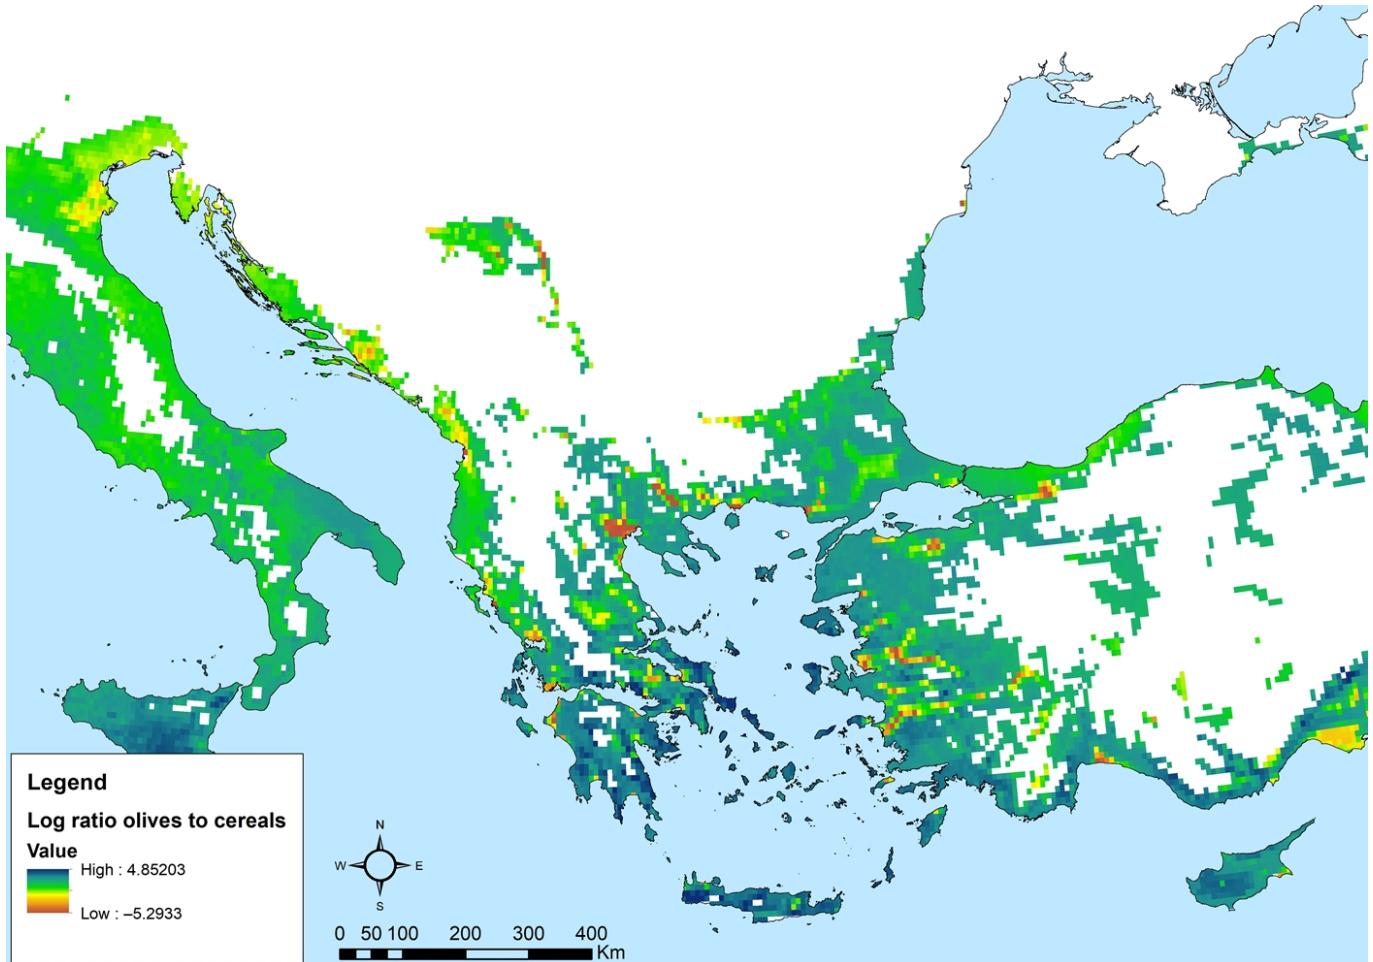 Legend
Log ratio olives to cereals
Value
High : 4.85203
Low : –5.2933
N
W E
S
0 50 100 200 300 400
Km